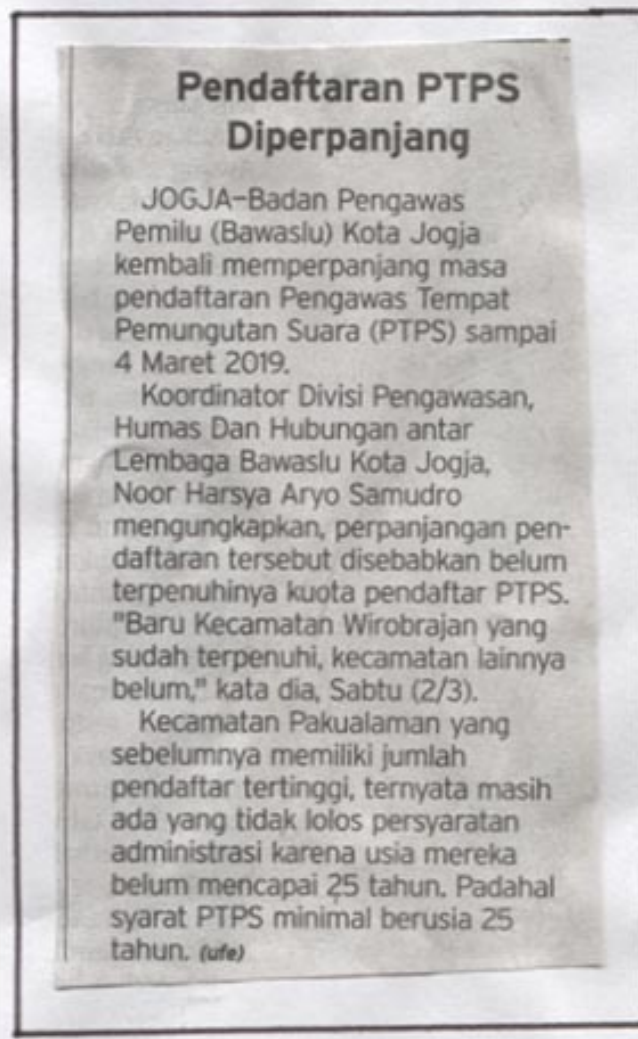 Pendaftaran PTPS
Diperpanjang
JOGJA–Badan Pengawas
Pemilu (Bawaslu) Kota Jogja
kembali memperpanjang masa
pendaftaran Pengawas Tempat
Pemungutan Suara (PTPS) sampai
4 Maret 2019.
Koordinator Divisi Pengawasan,
Humas Dan Hubungan antar
Lembaga Bawaslu Kota Jogja,
Noor Harsya Aryo Samudro
mengungkapkan, perpanjangan pen-
daftaran tersebut disebabkan belum
terpenuhinya kuota pendaftar PTPS.
"Baru Kecamatan Wirobrajan yang
sudah terpenuhi, kecamatan lainnya
belum," kata dia, Sabtu (2/3).
Kecamatan Pakualaman yang
sebelumnya memiliki jumlah
pendaftar tertinggi, ternyata masih
ada yang tidak lolos persyaratan
administrasi karena usia mereka
belum mencapai 25 tahun. Padahal
syarat PTPS minimal berusia 25
tahun. (ufe)